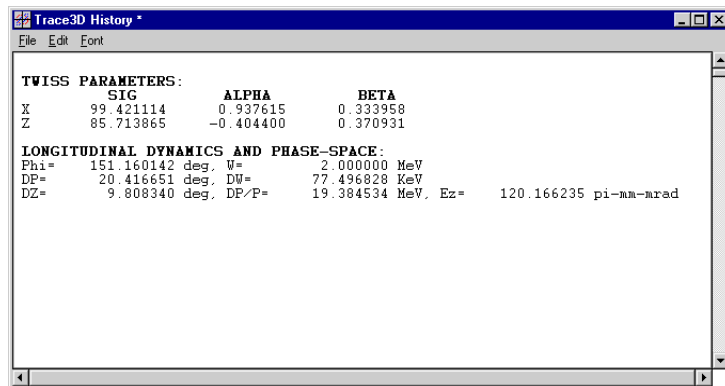 Trace3D History *
File Edit Font
TWISS PARAMETERS:
SIG ALPHA BETA
X 99.421114 0.937615 0.333958
Z 85.713865 -0.404400 0.370931
LONGITUDINAL DYNAMICS AND PHASE-SPACE:
Phi= 151.160142 deg, W= 2.000000 MeV
DP= 20.416651 deg, DW= 77.496828 KeV
DZ= 9.808340 deg, DP/P= 19.384534 MeV, Ez= 120.166235 pi-mm-mrad